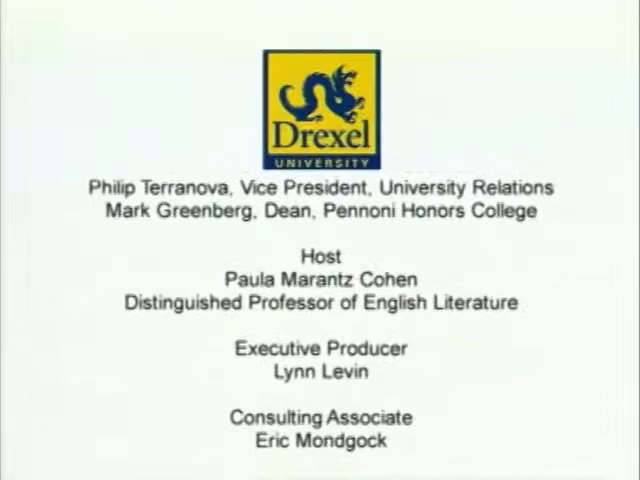 Drexel
UNIVERSITY
Philip Terranova, Vice President, University Relations
Mark Greenberg, Dean, Pennoni Honors College
Host
Paula Marantz Cohen
Distinguished Professor of English Literature
Executive Producer
Lynn Levin
Consulting Associate
Eric Mondgock